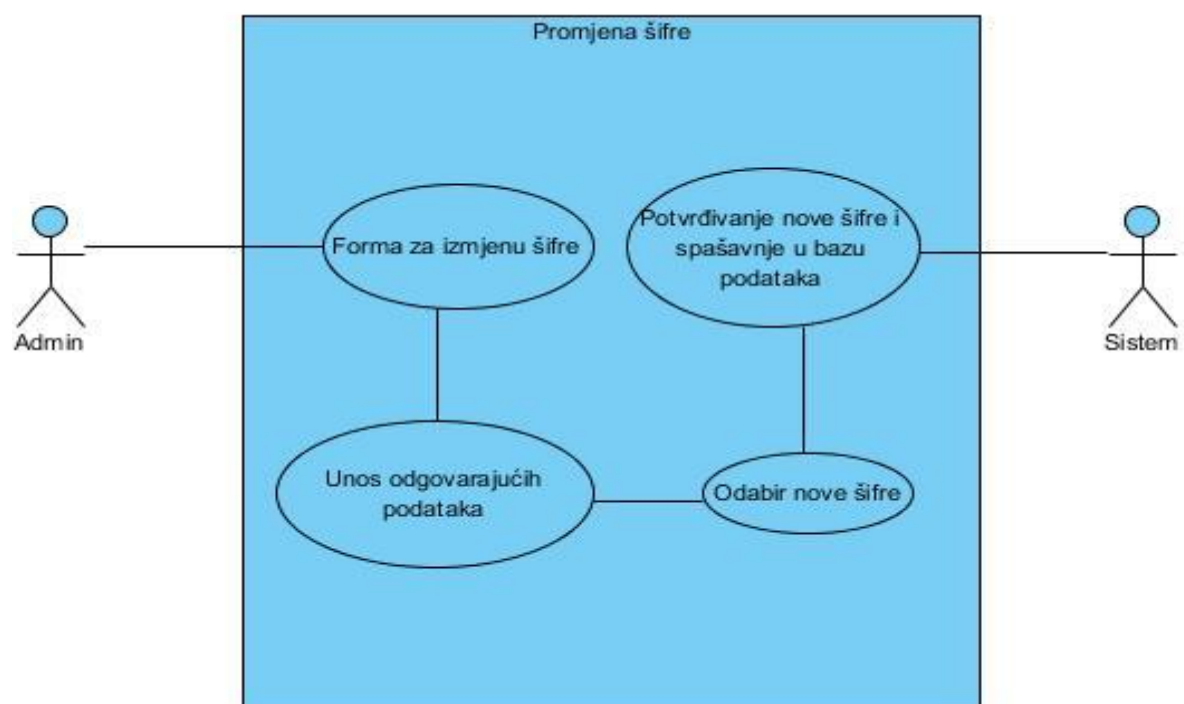 Promjena šifre
Forma za izmjenu šifre
Potvrđivanje nove šifre i
spašavnje u bazu
podataka
Admin
Sistem
Unos odgovarajućih
podataka
Odabir nove šifre